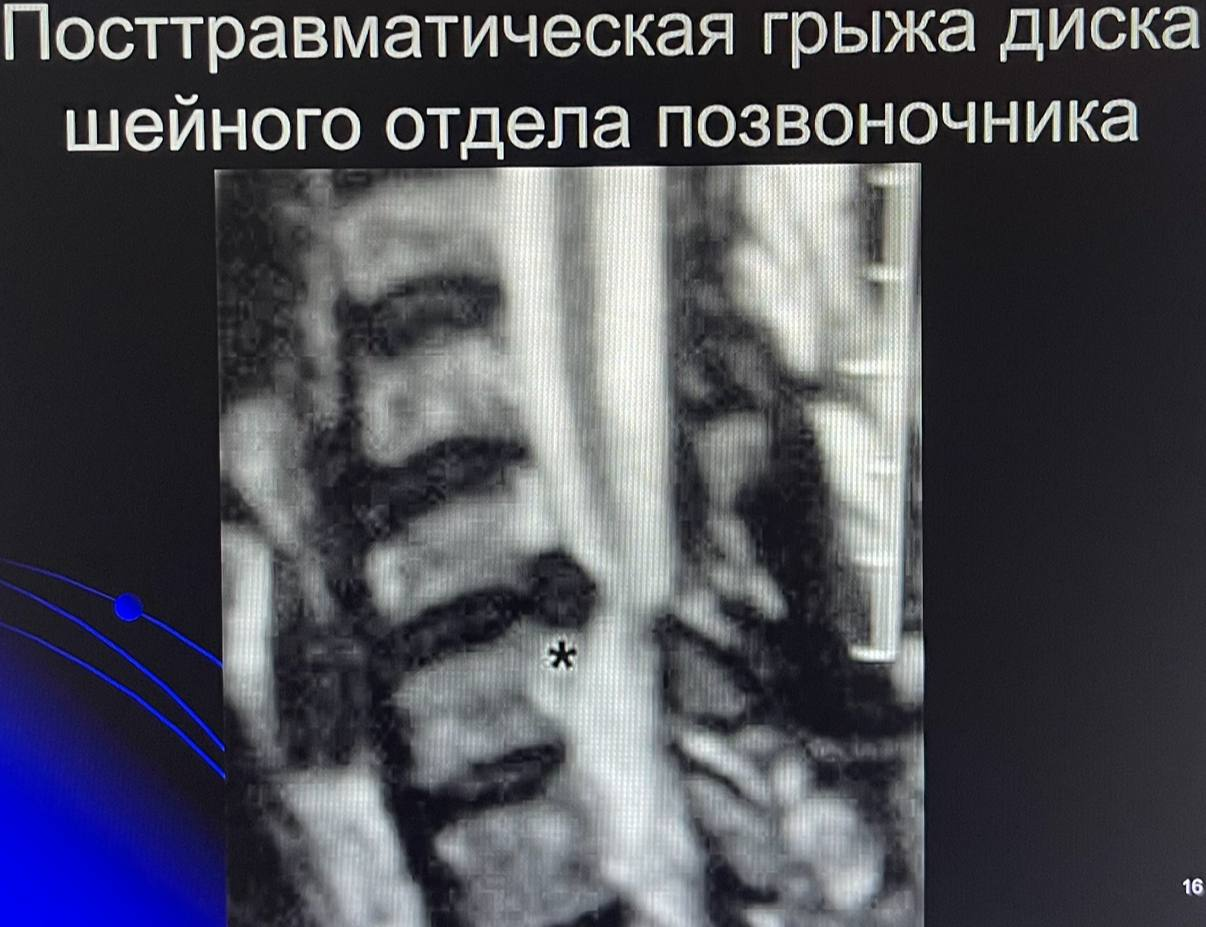 Посттравматическая грыжа диска
шейного отдела позвоночника
*
16